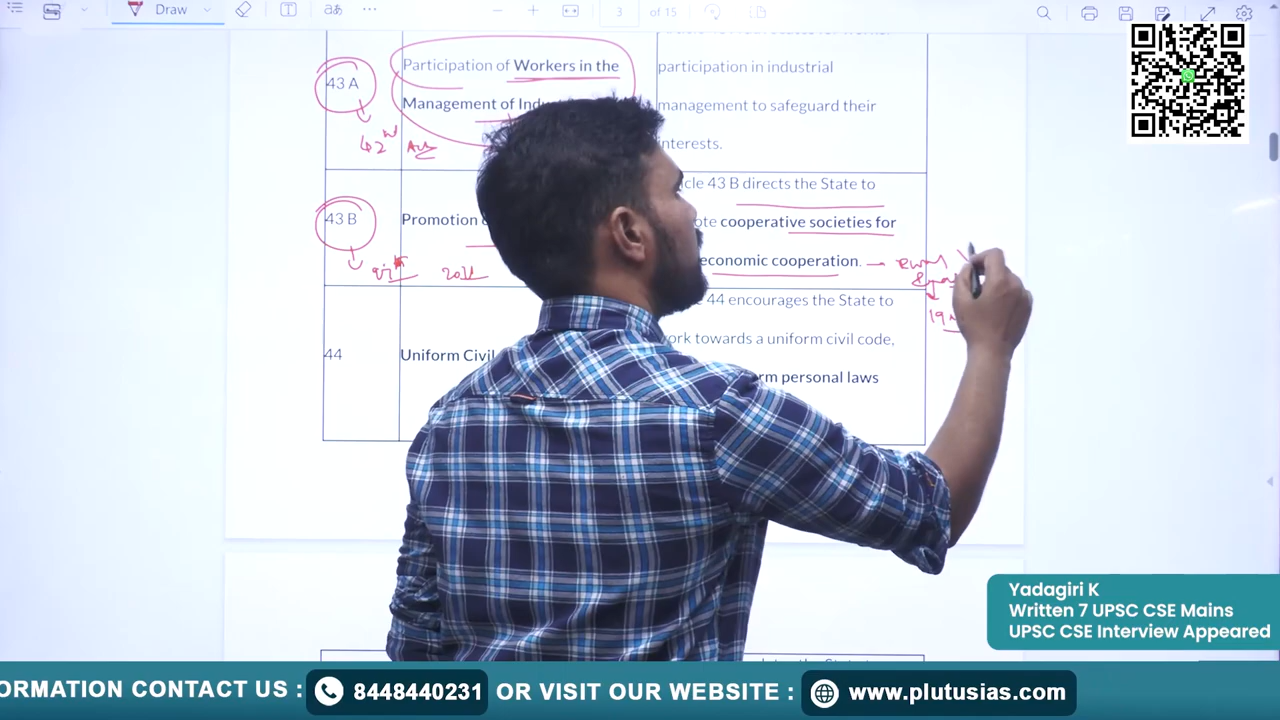 Draw
aあ
3 of 15
43 A
Participation of Workers in the
Management of
participation in industrial
management to safeguard their
interests.
42nd
43 B
Promotion
cle 43 B directs the State to
ote cooperative societies for
economic cooperation.
2011
44
Uniform Civil
44 encourages the State to
ork towards a uniform civil code,
rm personal laws
Yadagiri K
Written 7 UPSC CSE Mains
UPSC CSE Interview Appeared
ORMATION CONTACT US : 8448440231 OR VISIT OUR WEBSITE : www.plutusias.com